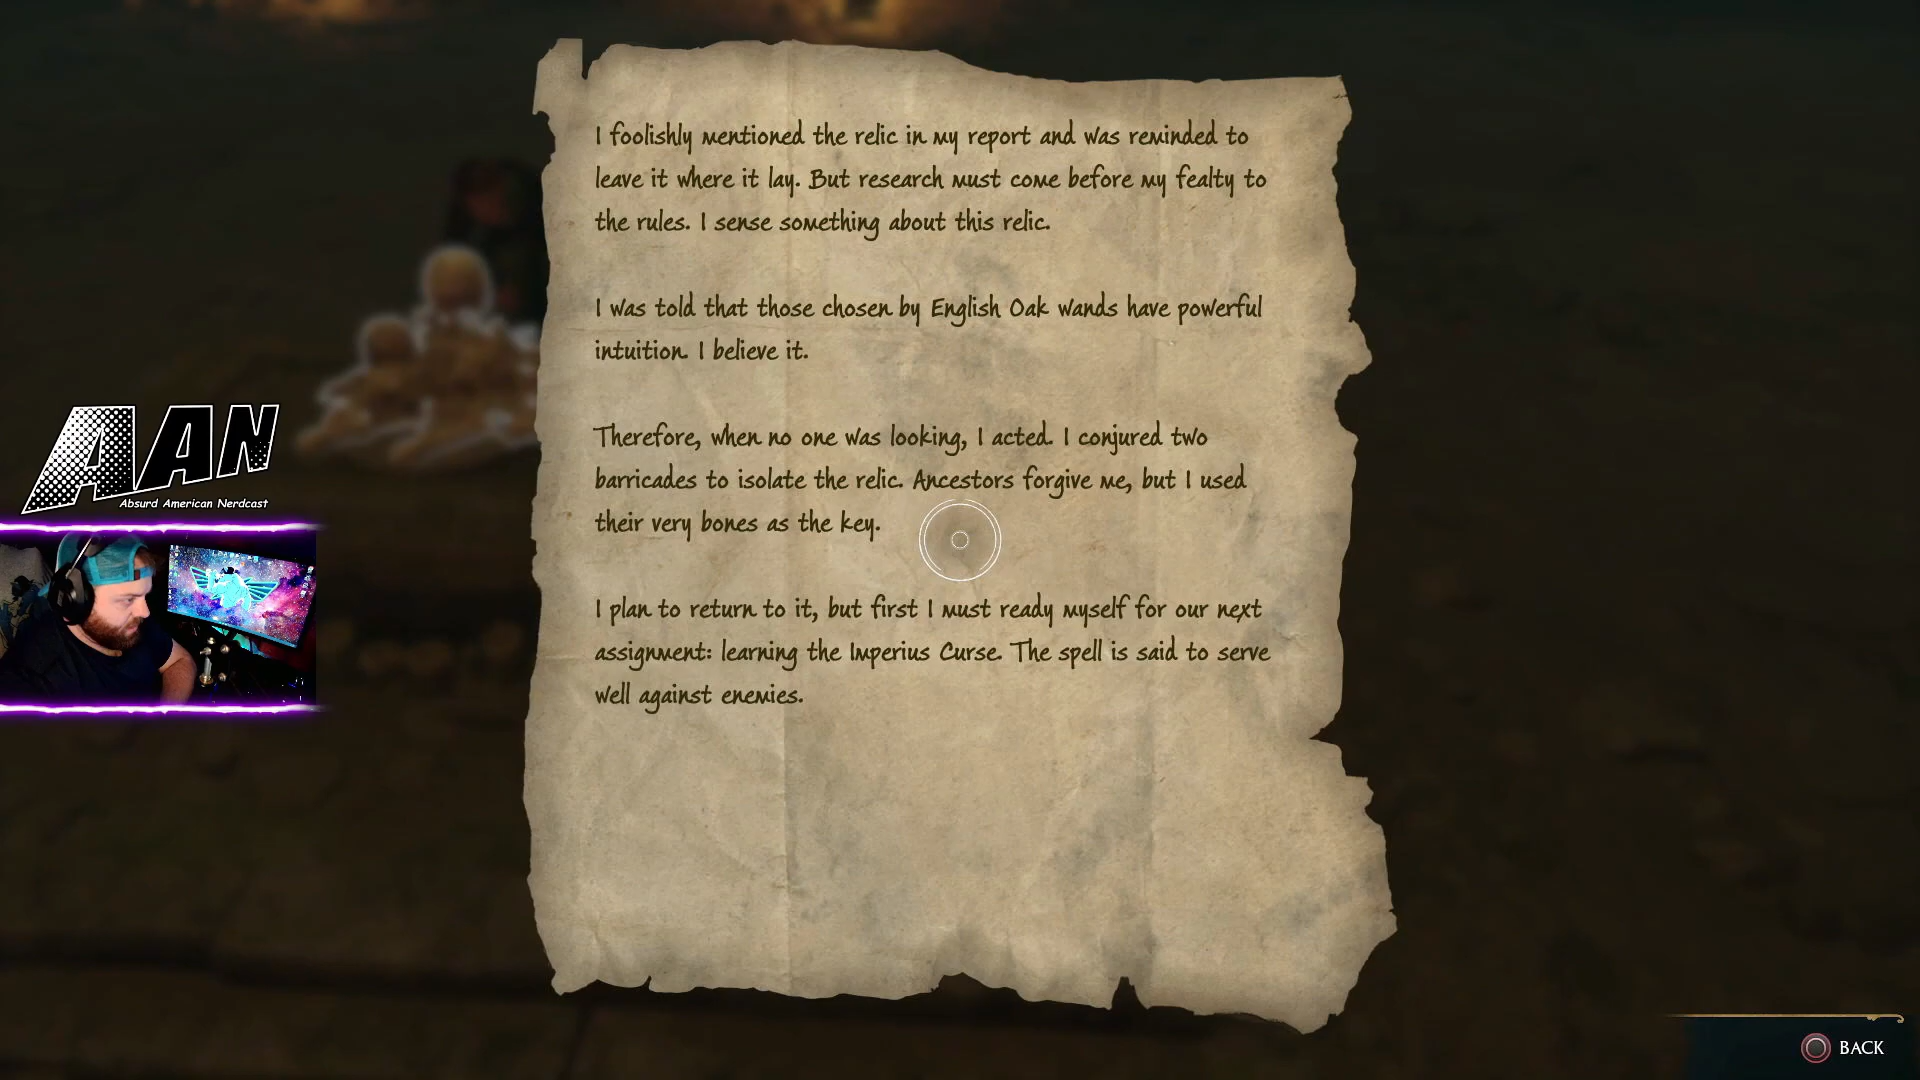 I foolishly mentioned the relic in my report and was reminded to
leave it where it lay. But research must come before my fealty to
the rules. I sense something about this relic.
I was told that those chosen by English Oak wands have powerful
intuition. I believe it.
Therefore, when no one was looking, I acted. I conjured two
barricades to isolate the relic. Ancestors forgive me, but I used
their very bones as the key.
I plan to return to it, but first I must ready myself for our next
assignment: learning the Imperius Curse. The spell is said to serve
well against enemies.
AAN
Absurd American Nerdcast
BACK